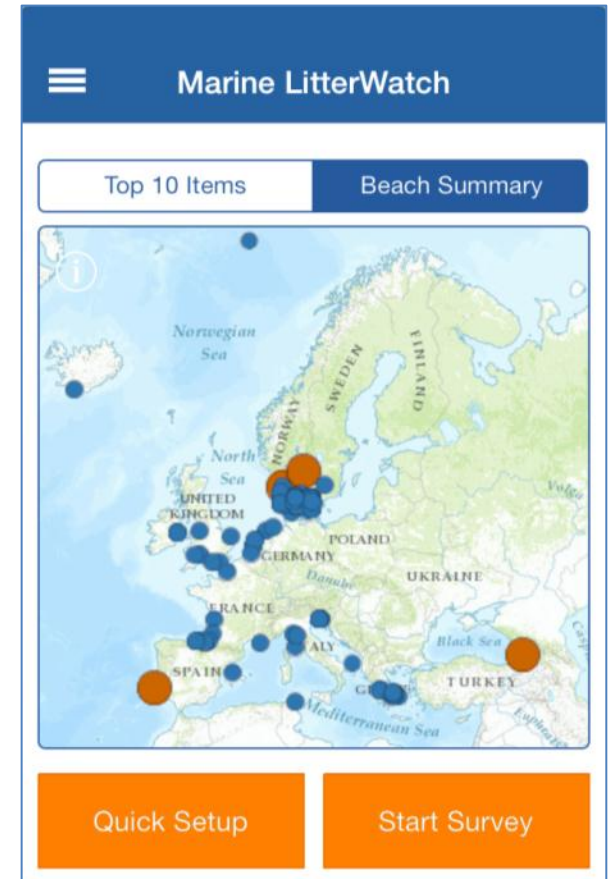 Marine LitterWatch
Top 10 Items
Beach Summary
i
Norwegian
Sea
FINLAND
SWEDEN
NORWAY
North
Sea
Volga
UNITED
KINGDOM
POLAND
GERMANY
Danube
UKRAINE
FRANCE
Black Sea
SPAIN
TURKEY
Mediterranean Sea
Quick Setup
Start Survey